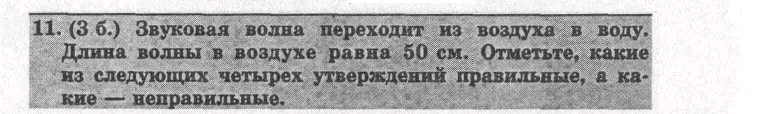 11. (3 б.) Звуковая волна переходит из воздуха в воду.
Длина волны в воздухе равна 50 см. Отметьте, какие
из следующих четырех утверждений правильные, а ка-
кие — неправильные.